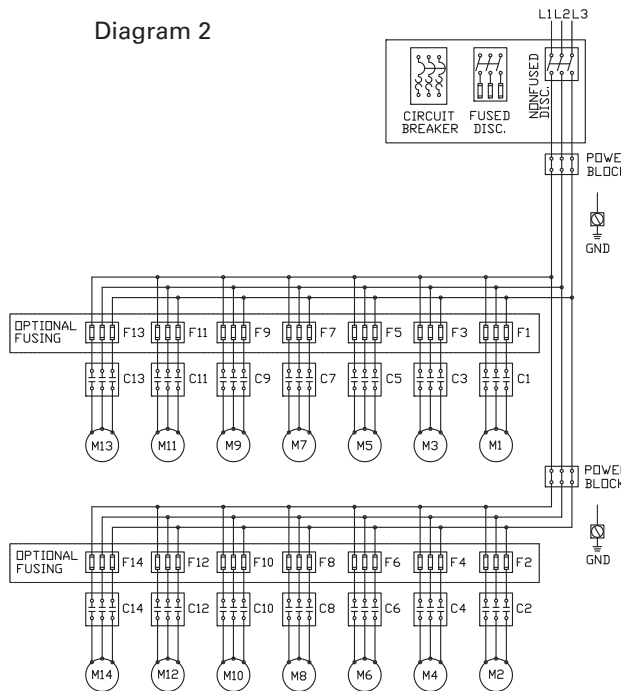 Diagram 2
L1L2L3
CIRCUIT
BREAKER
FUSED
DISC.
NONFUSED
DISC.
POWE
BLOCK
GND
OPTIONAL
FUSING
F13 F11 F9 F7 F5 F3 F1
C13 C11 C9 C7 C5 C3 C1
M13 M11 M9 M7 M5 M3 M1
POWE
BLOCK
GND
OPTIONAL
FUSING
F14 F12 F10 F8 F6 F4 F2
C14 C12 C10 C8 C6 C4 C2
M14 M12 M10 M8 M6 M4 M2